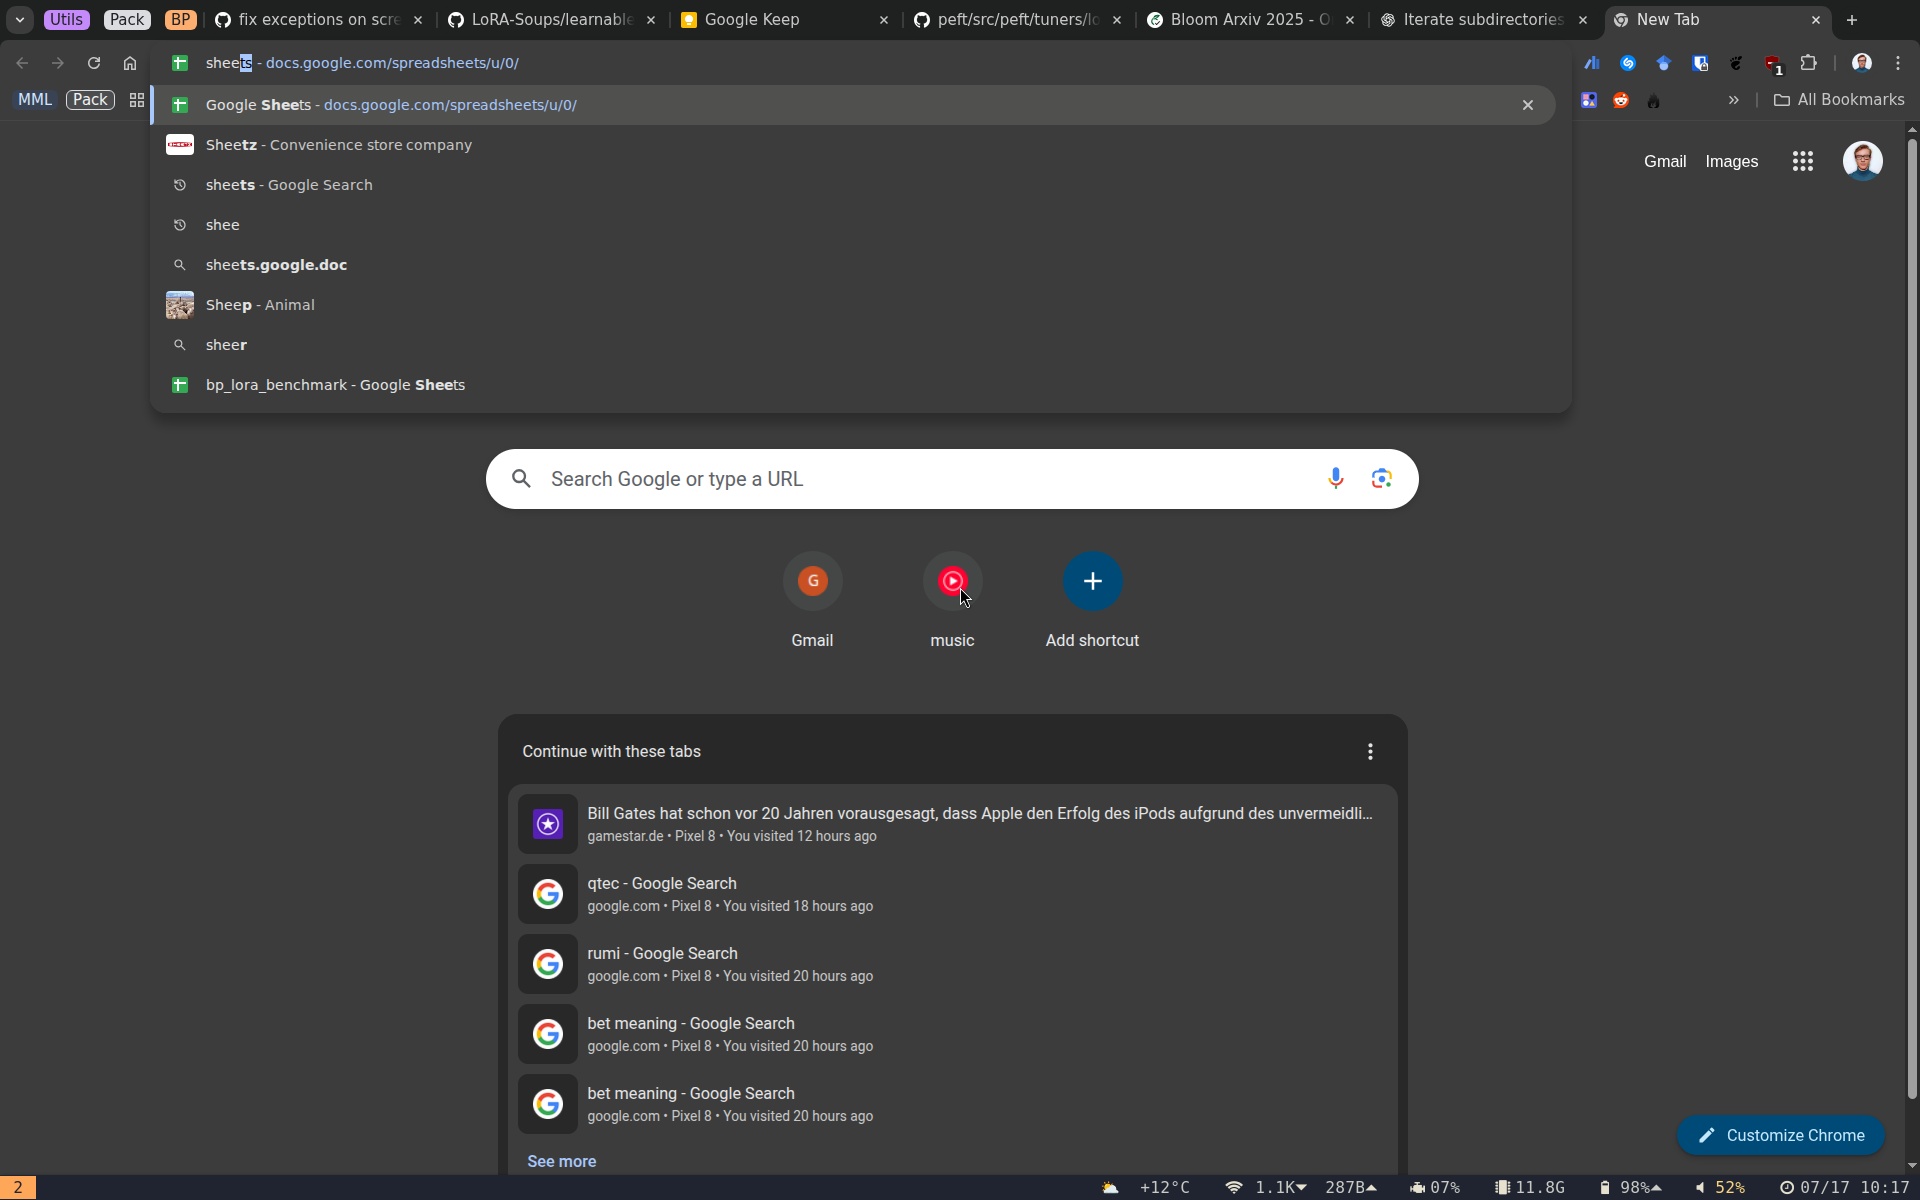 Utils
Pack
BP
fix exceptions on scre
LoRA-Soups/learnable
Google Keep
peft/src/peft/tuners/lo
Bloom Arxiv 2025 - O
Iterate subdirectories
New Tab
sheets - docs.google.com/spreadsheets/u/0/
1
MML
Pack
Google Sheets - docs.google.com/spreadsheets/u/0/
All Bookmarks
Sheetz - Convenience store company
Gmail
Images
sheets - Google Search
shee
sheets.google.doc
Sheep - Animal
sheer
bp_lora_benchmark - Google Sheets
Search Google or type a URL
G
Gmail
music
Add shortcut
Continue with these tabs
Bill Gates hat schon vor 20 Jahren vorausgesagt, dass Apple den Erfolg des iPods aufgrund des unvermeidli...
gamestar.de • Pixel 8 • You visited 12 hours ago
qtec - Google Search
google.com • Pixel 8 • You visited 18 hours ago
rumi - Google Search
google.com • Pixel 8 • You visited 20 hours ago
bet meaning - Google Search
google.com • Pixel 8 • You visited 20 hours ago
bet meaning - Google Search
google.com • Pixel 8 • You visited 20 hours ago
See more
Customize Chrome
2
+12°C
1.1K
287B
07%
11.8G
98%
52%
07/17 10:17